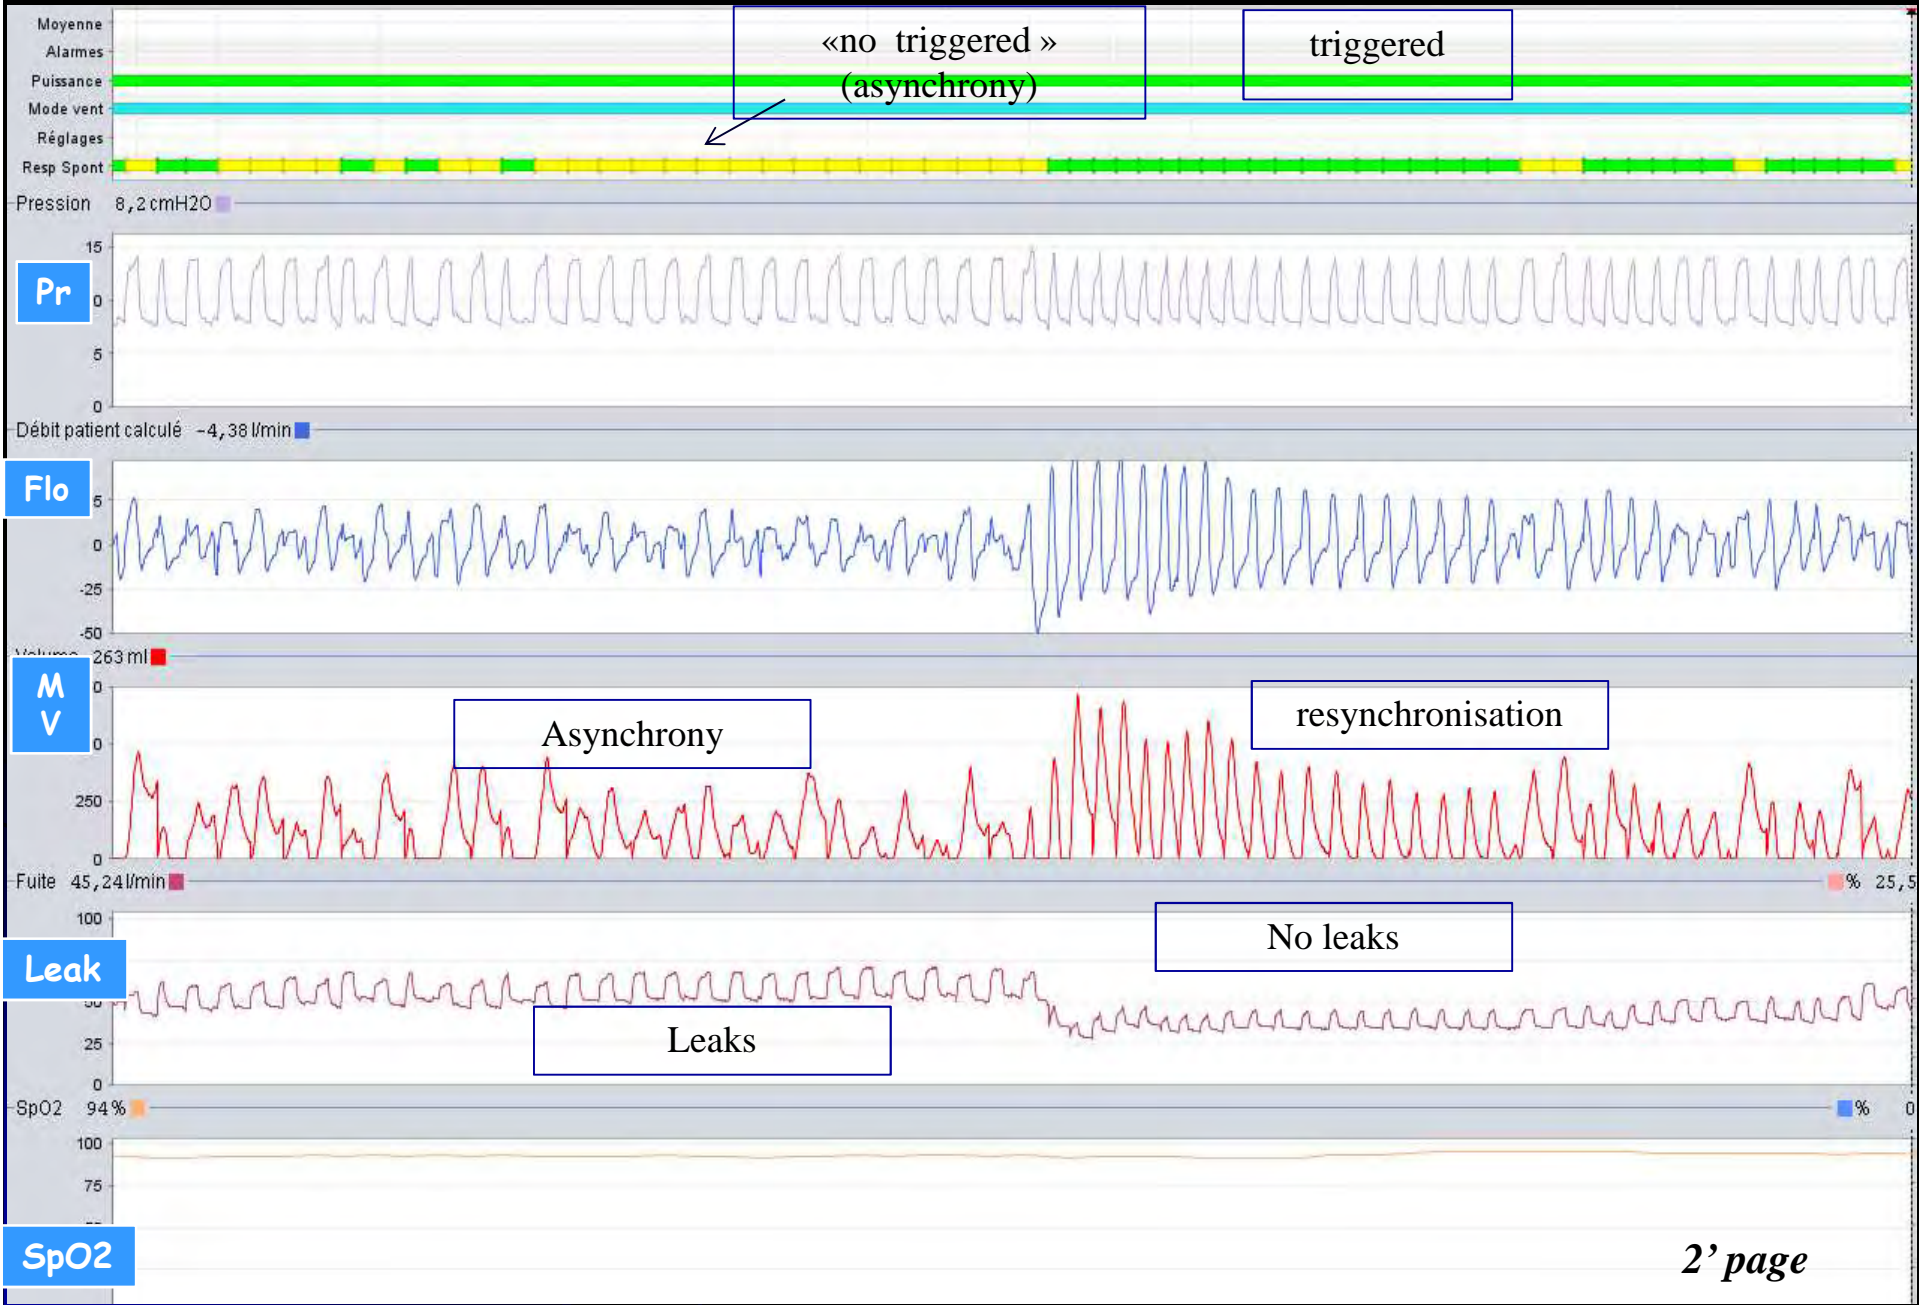 Moyenne
Alarmes
Puissance
Mode vent
Réglages
Resp Spont
«no triggered »
(asynchrony)
triggered
Pression 8,2 cmH2O
15
Pr
0
5
0
Débit patient calculé -4,38 l/min
Flo
5
0
-25
-50
263 ml
M
V
0
0
250
0
Asynchrony
resynchronisation
Fuite 45,24 l/min
% 25,5
100
Leak
50
25
0
No leaks
Leaks
SpO2 94 %
% 0
100
75
SpO2
2’ page